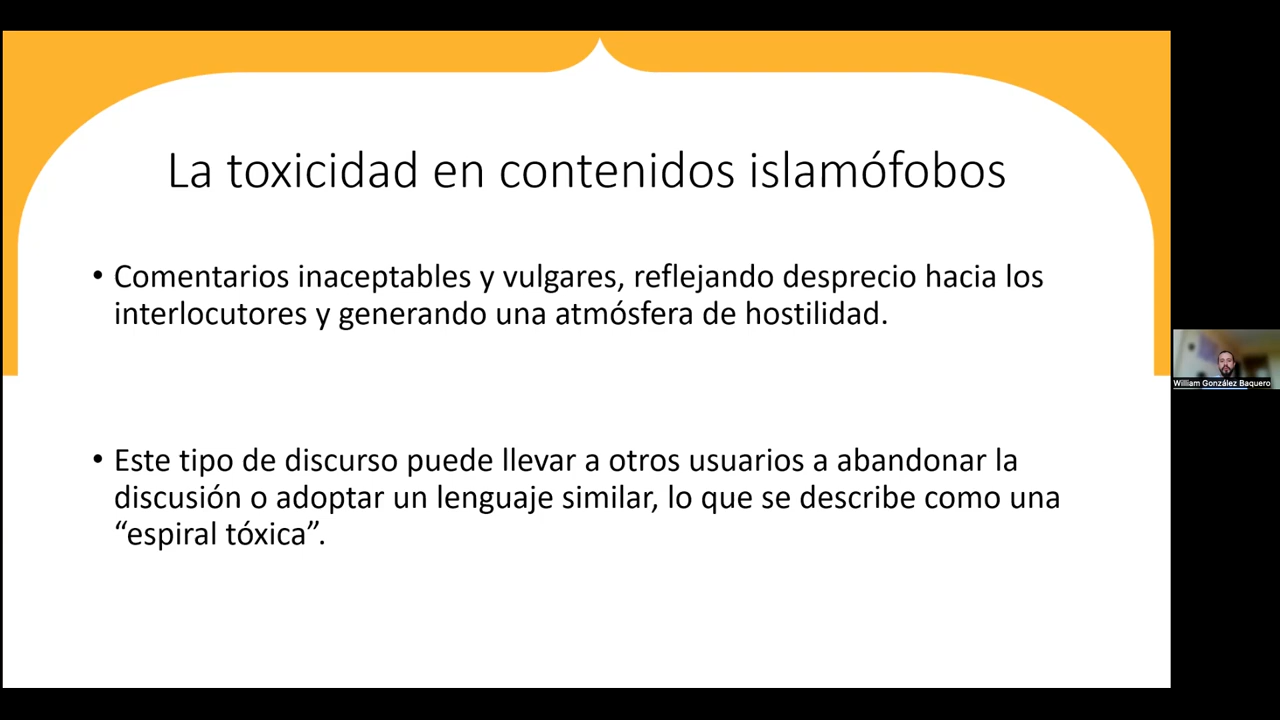 La toxicidad en contenidos islamófobos
• Comentarios inaceptables y vulgares, reflejando desprecio hacia los
interlocutores y generando una atmósfera de hostilidad.
• Este tipo de discurso puede llevar a otros usuarios a abandonar la
discusión o adoptar un lenguaje similar, lo que se describe como una
“espiral tóxica”.
William González Baquero